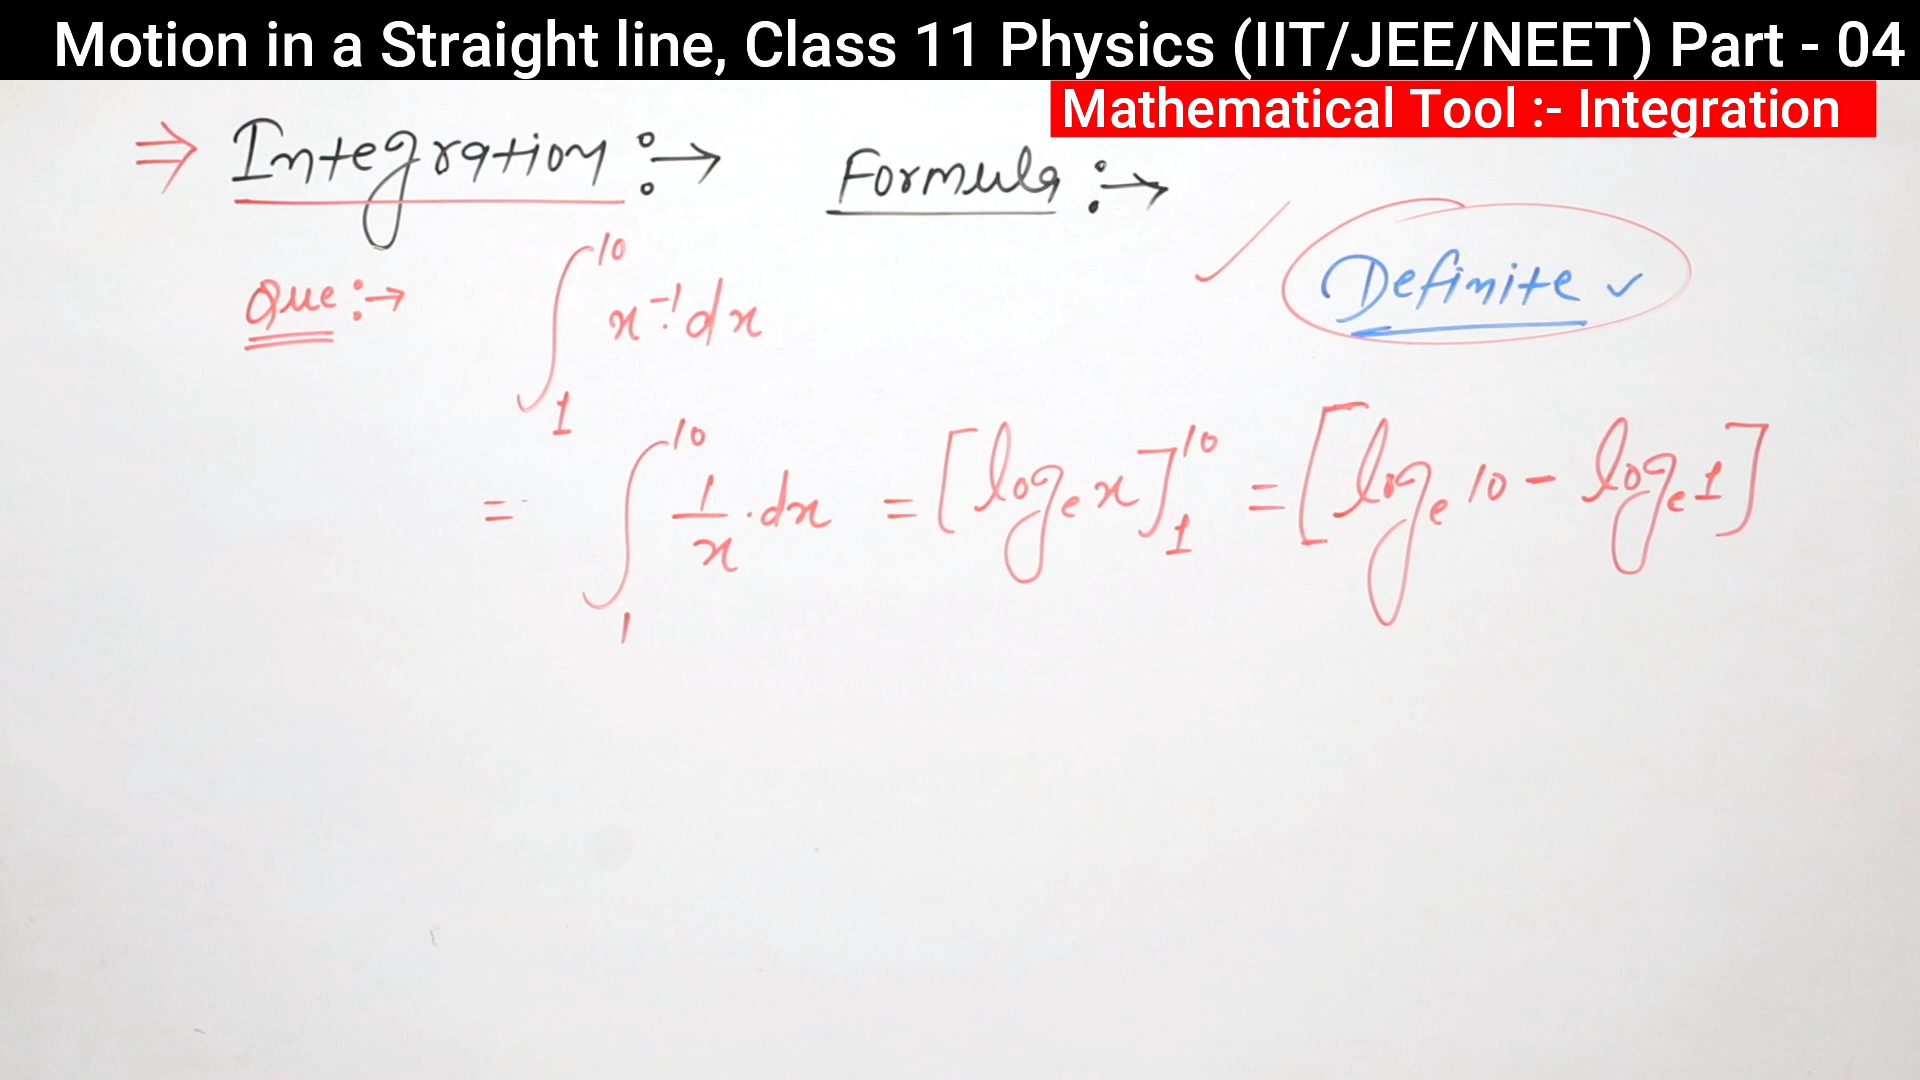 Motion in a Straight line, Class 11 Physics (IIT/JEE/NEET) Part - 04
Mathematical Tool :- Integration
⇒ Integration :→ Formula :→
Definite ✓
Que :→ ∫₁¹⁰ x⁻¹ · dx
= ∫₁¹⁰ 1/x · dx = [logₑ x]₁¹⁰ = [logₑ 10 - logₑ 1]